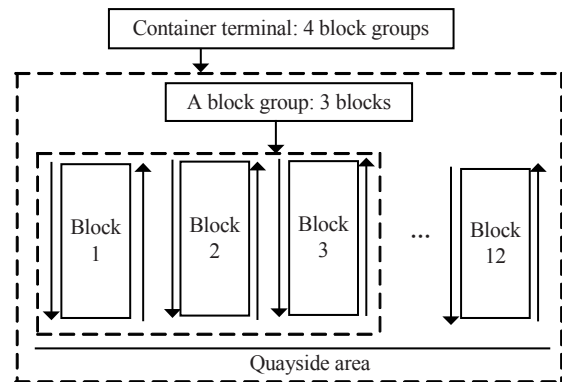 Container terminal: 4 block groups
A block group: 3 blocks
Block
1
Block
2
Block
3
...
Block
12
Quayside area